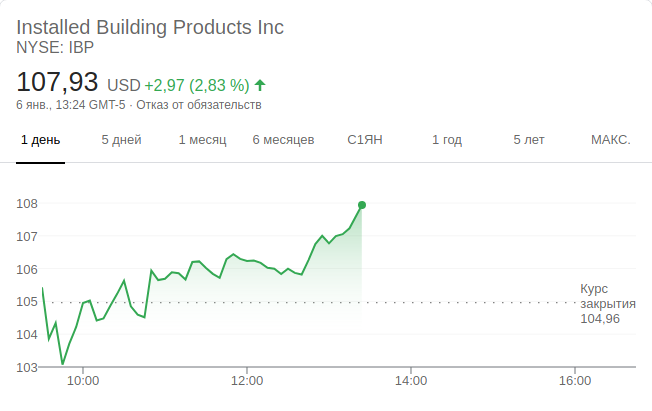 Installed Building Products Inc
NYSE: IBP
107,93 USD +2,97 (2,83 %)
6 янв., 13:24 GMT-5 · Отказ от обязательств
1 день 5 дней 1 месяц 6 месяцев С1ЯН 1 год 5 лет МАКС.
108
107
106
105
104
103
Курс
закрытия
104,96
10:00 12:00 14:00 16:00